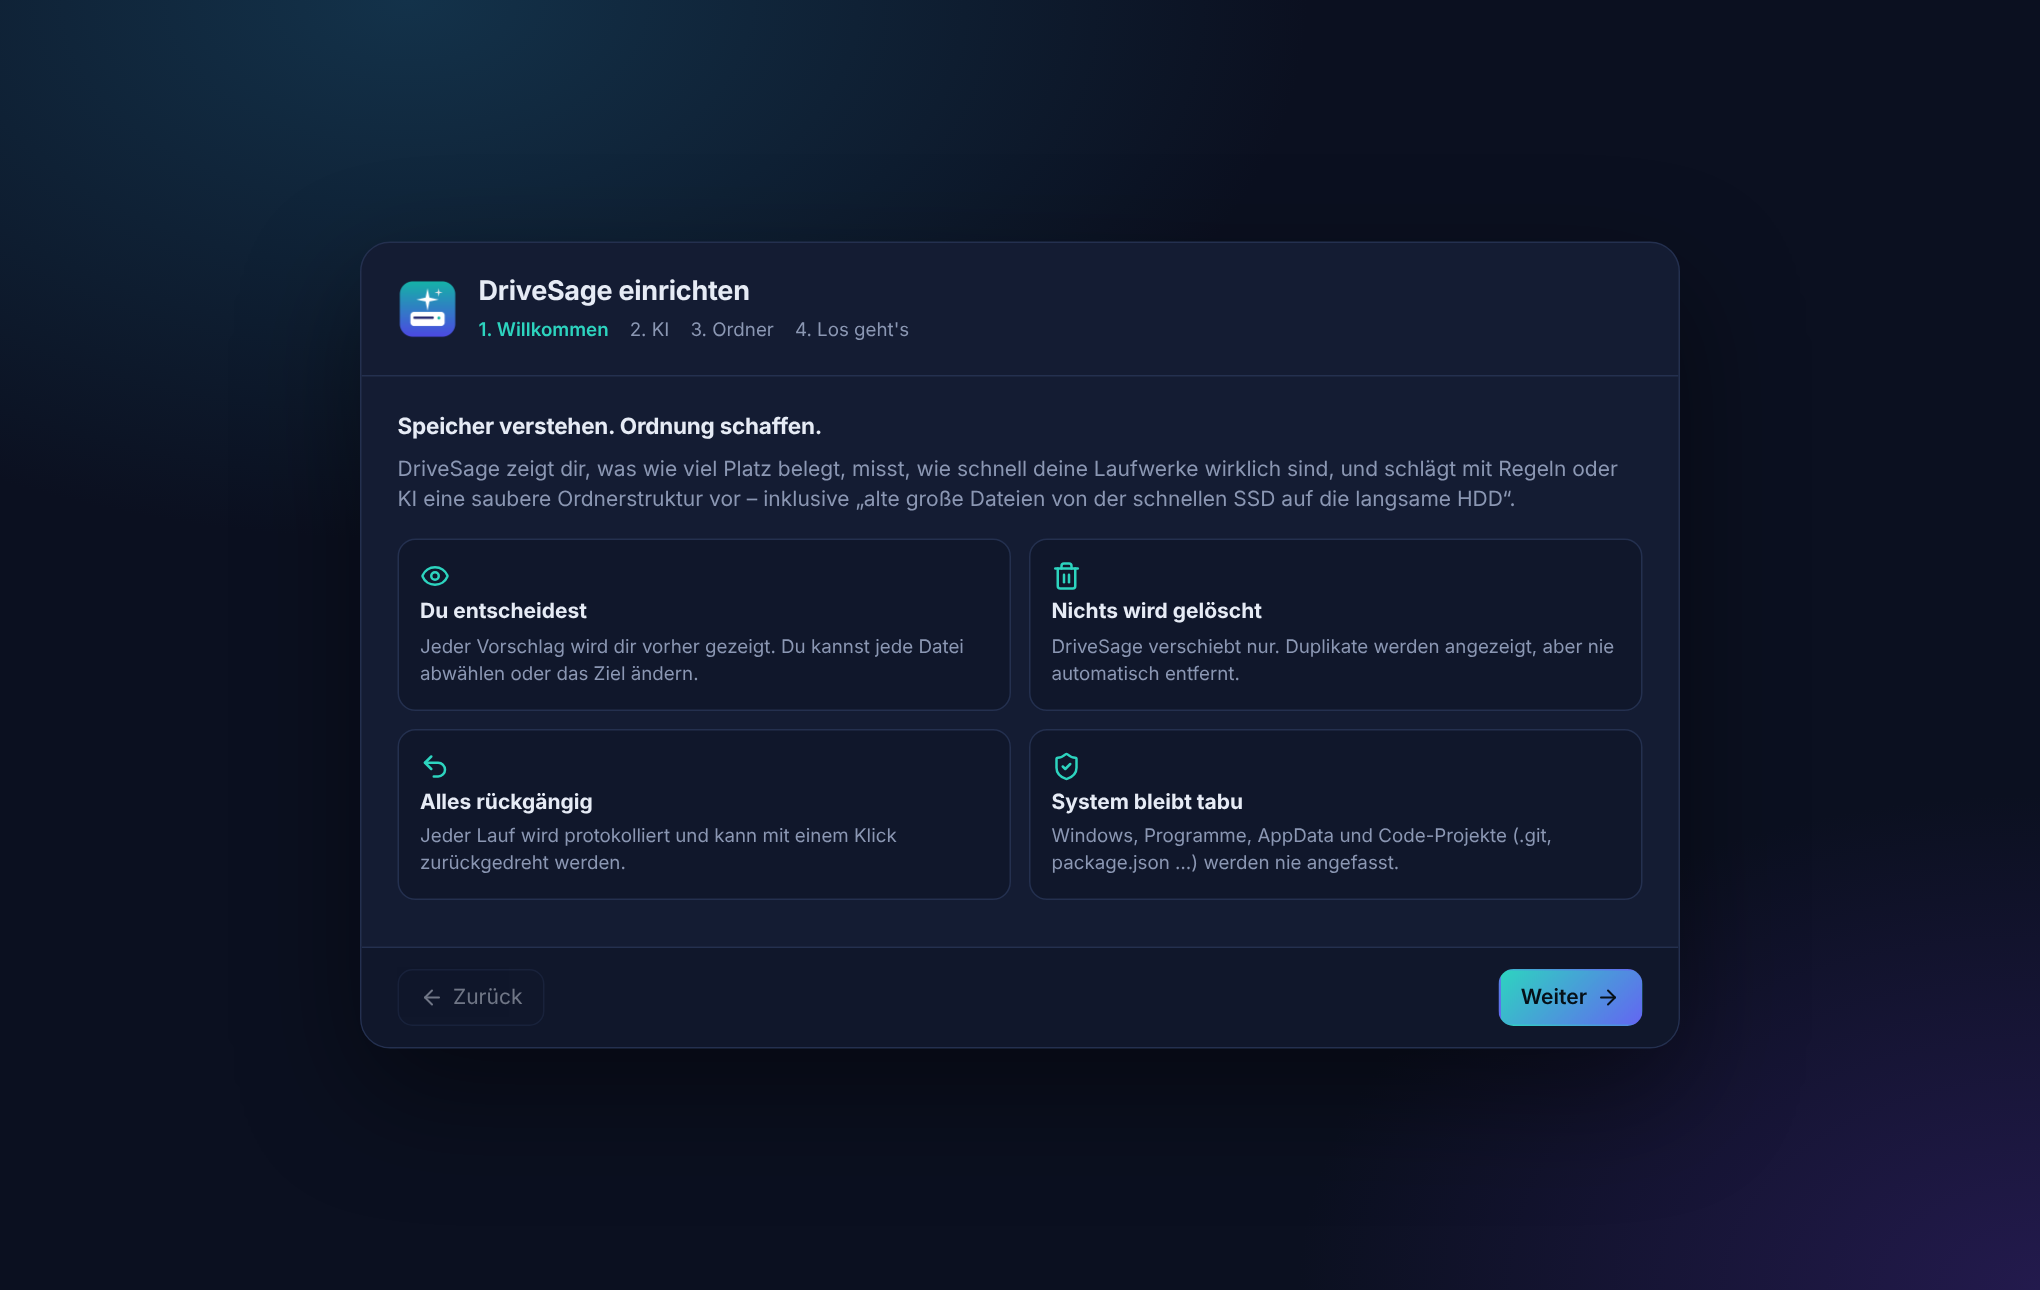 DriveSage einrichten
1. Willkommen 2. KI 3. Ordner 4. Los geht's
Speicher verstehen. Ordnung schaffen.
DriveSage zeigt dir, was wie viel Platz belegt, misst, wie schnell deine Laufwerke wirklich sind, und schlägt mit Regeln oder
KI eine saubere Ordnerstruktur vor – inklusive „alte große Dateien von der schnellen SSD auf die langsame HDD“.
Du entscheidest
Jeder Vorschlag wird dir vorher gezeigt. Du kannst jede Datei
abwählen oder das Ziel ändern.
Nichts wird gelöscht
DriveSage verschiebt nur. Duplikate werden angezeigt, aber nie
automatisch entfernt.
Alles rückgängig
Jeder Lauf wird protokolliert und kann mit einem Klick
zurückgedreht werden.
System bleibt tabu
Windows, Programme, AppData und Code-Projekte (.git,
package.json ...) werden nie angefasst.
← Zurück
Weiter →